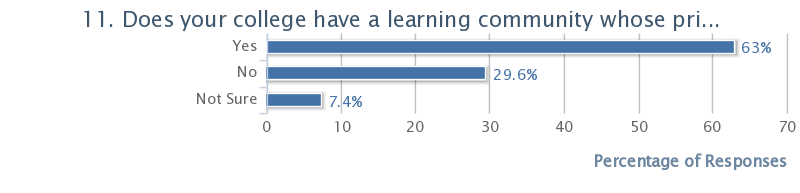 11. Does your college have a learning community whose pri...
Yes 63%
No 29.6%
Not Sure 7.4%
0 10 20 30 40 50 60 70
Percentage of Responses